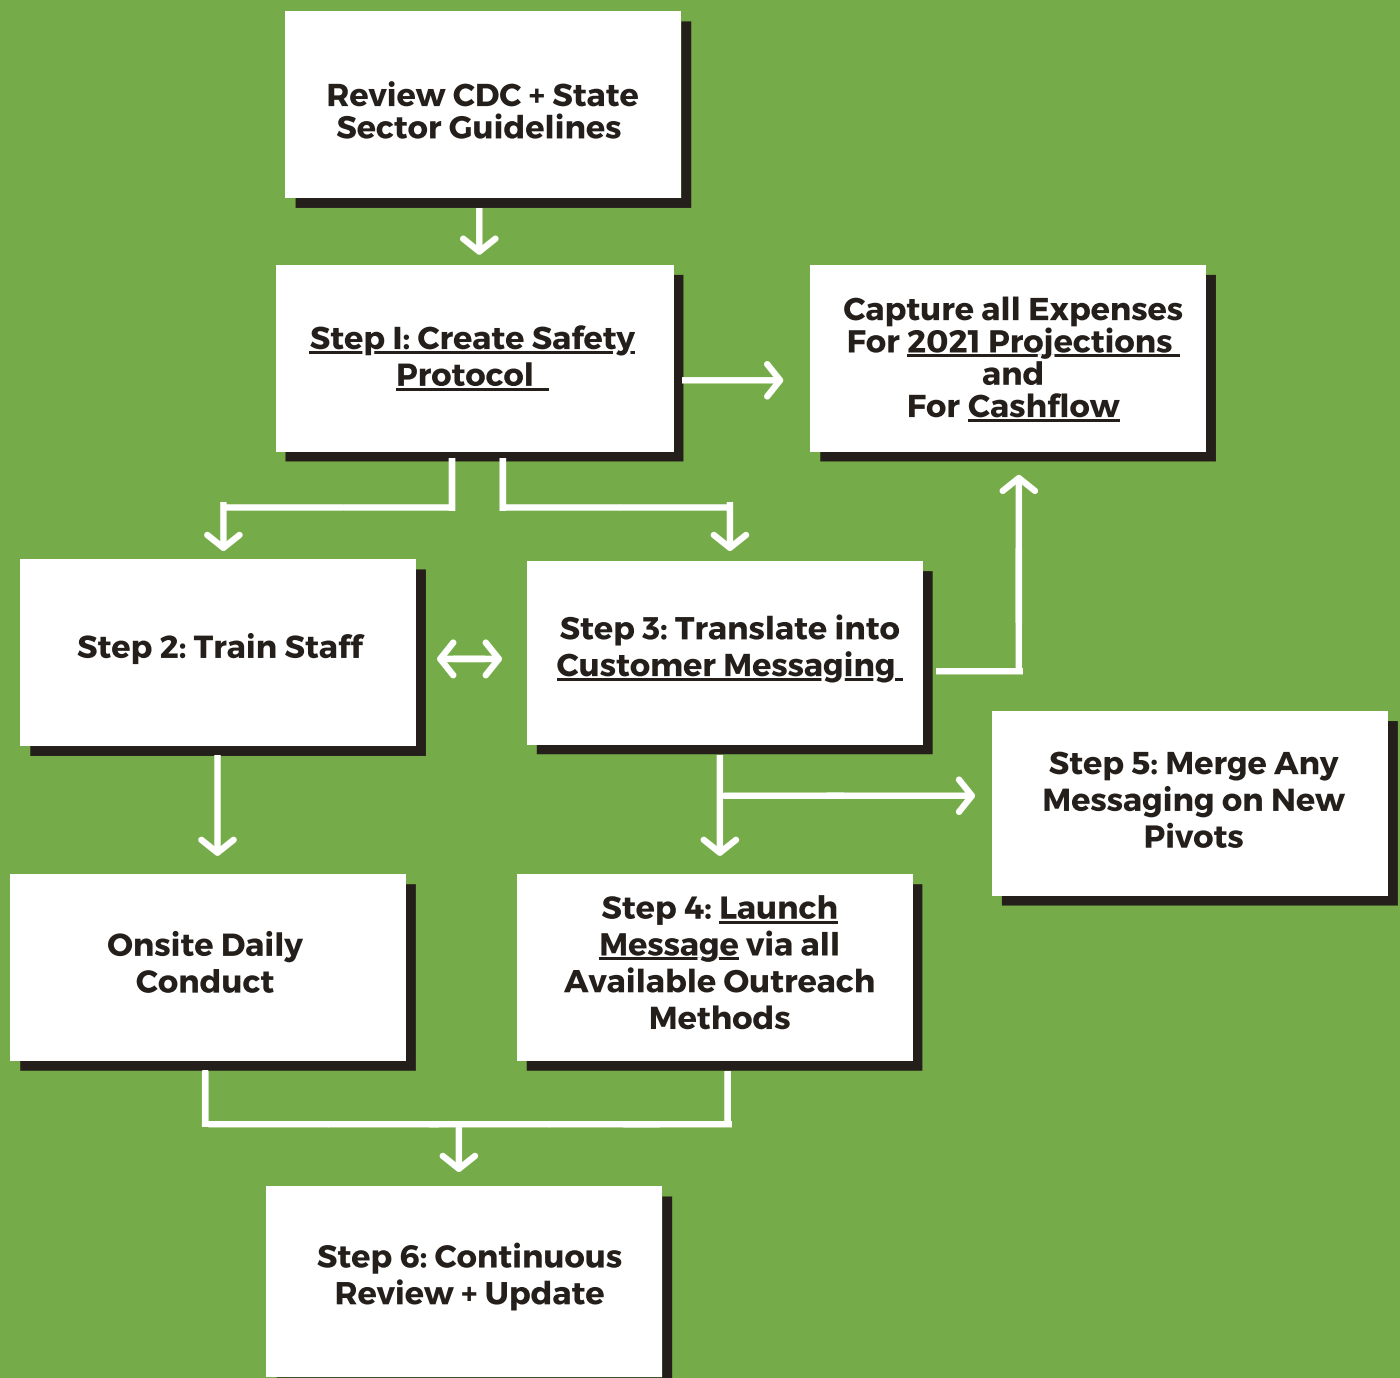 Review CDC + State
Sector Guidelines
Step I: Create Safety
Protocol
Capture all Expenses
For 2021 Projections
and
For Cashflow
Step 2: Train Staff
Step 3: Translate into
Customer Messaging
Step 5: Merge Any
Messaging on New
Pivots
Onsite Daily
Conduct
Step 4: Launch
Message via all
Available Outreach
Methods
Step 6: Continuous
Review + Update